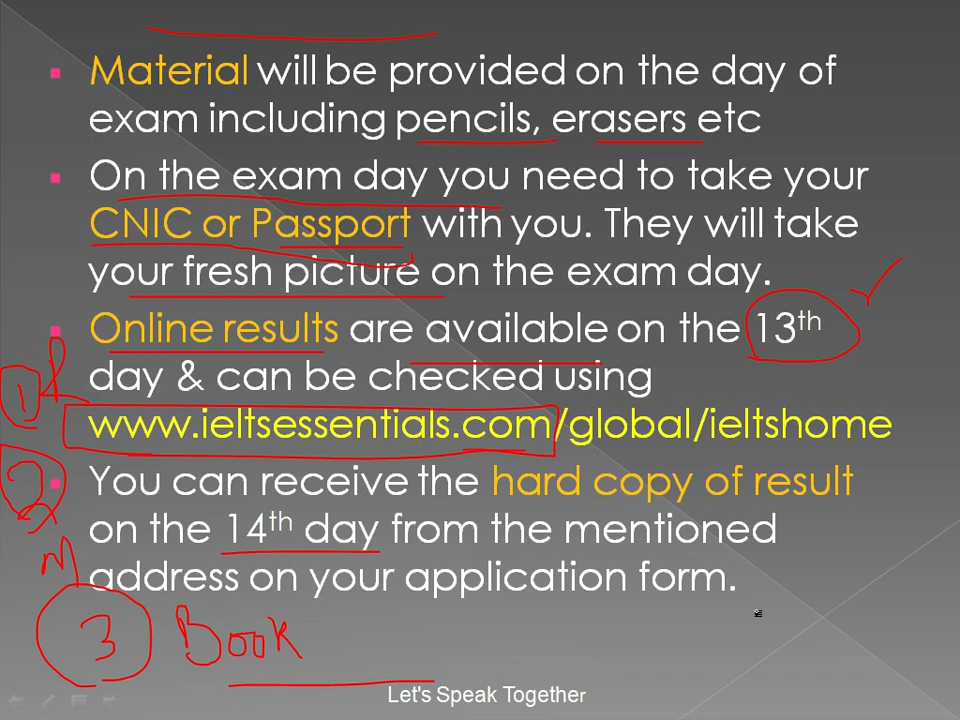 Material will be provided on the day of
exam including pencils, erasers etc
On the exam day you need to take your
CNIC or Passport with you. They will take
your fresh picture on the exam day.
Online results are available on the 13th
day & can be checked using
1
www.ieltsessentials.com/global/ieltshome
2
You can receive the hard copy of result
on the 14th day from the mentioned
address on your application form.
3 Book
Let's Speak Together